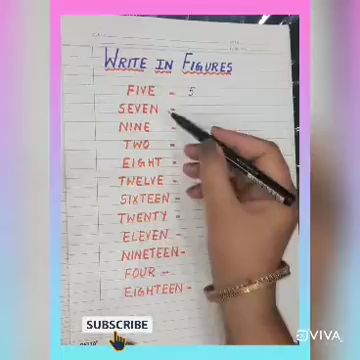 WRITE IN FIGURES
FIVE - 5
SEVEN -
NINE -
TWO -
EIGHT -
TWELVE -
SIXTEEN -
TWENTY -
ELEVEN -
NINETEEN -
FOUR -
EIGHTEEN -
SUBSCRIBE
VIVA